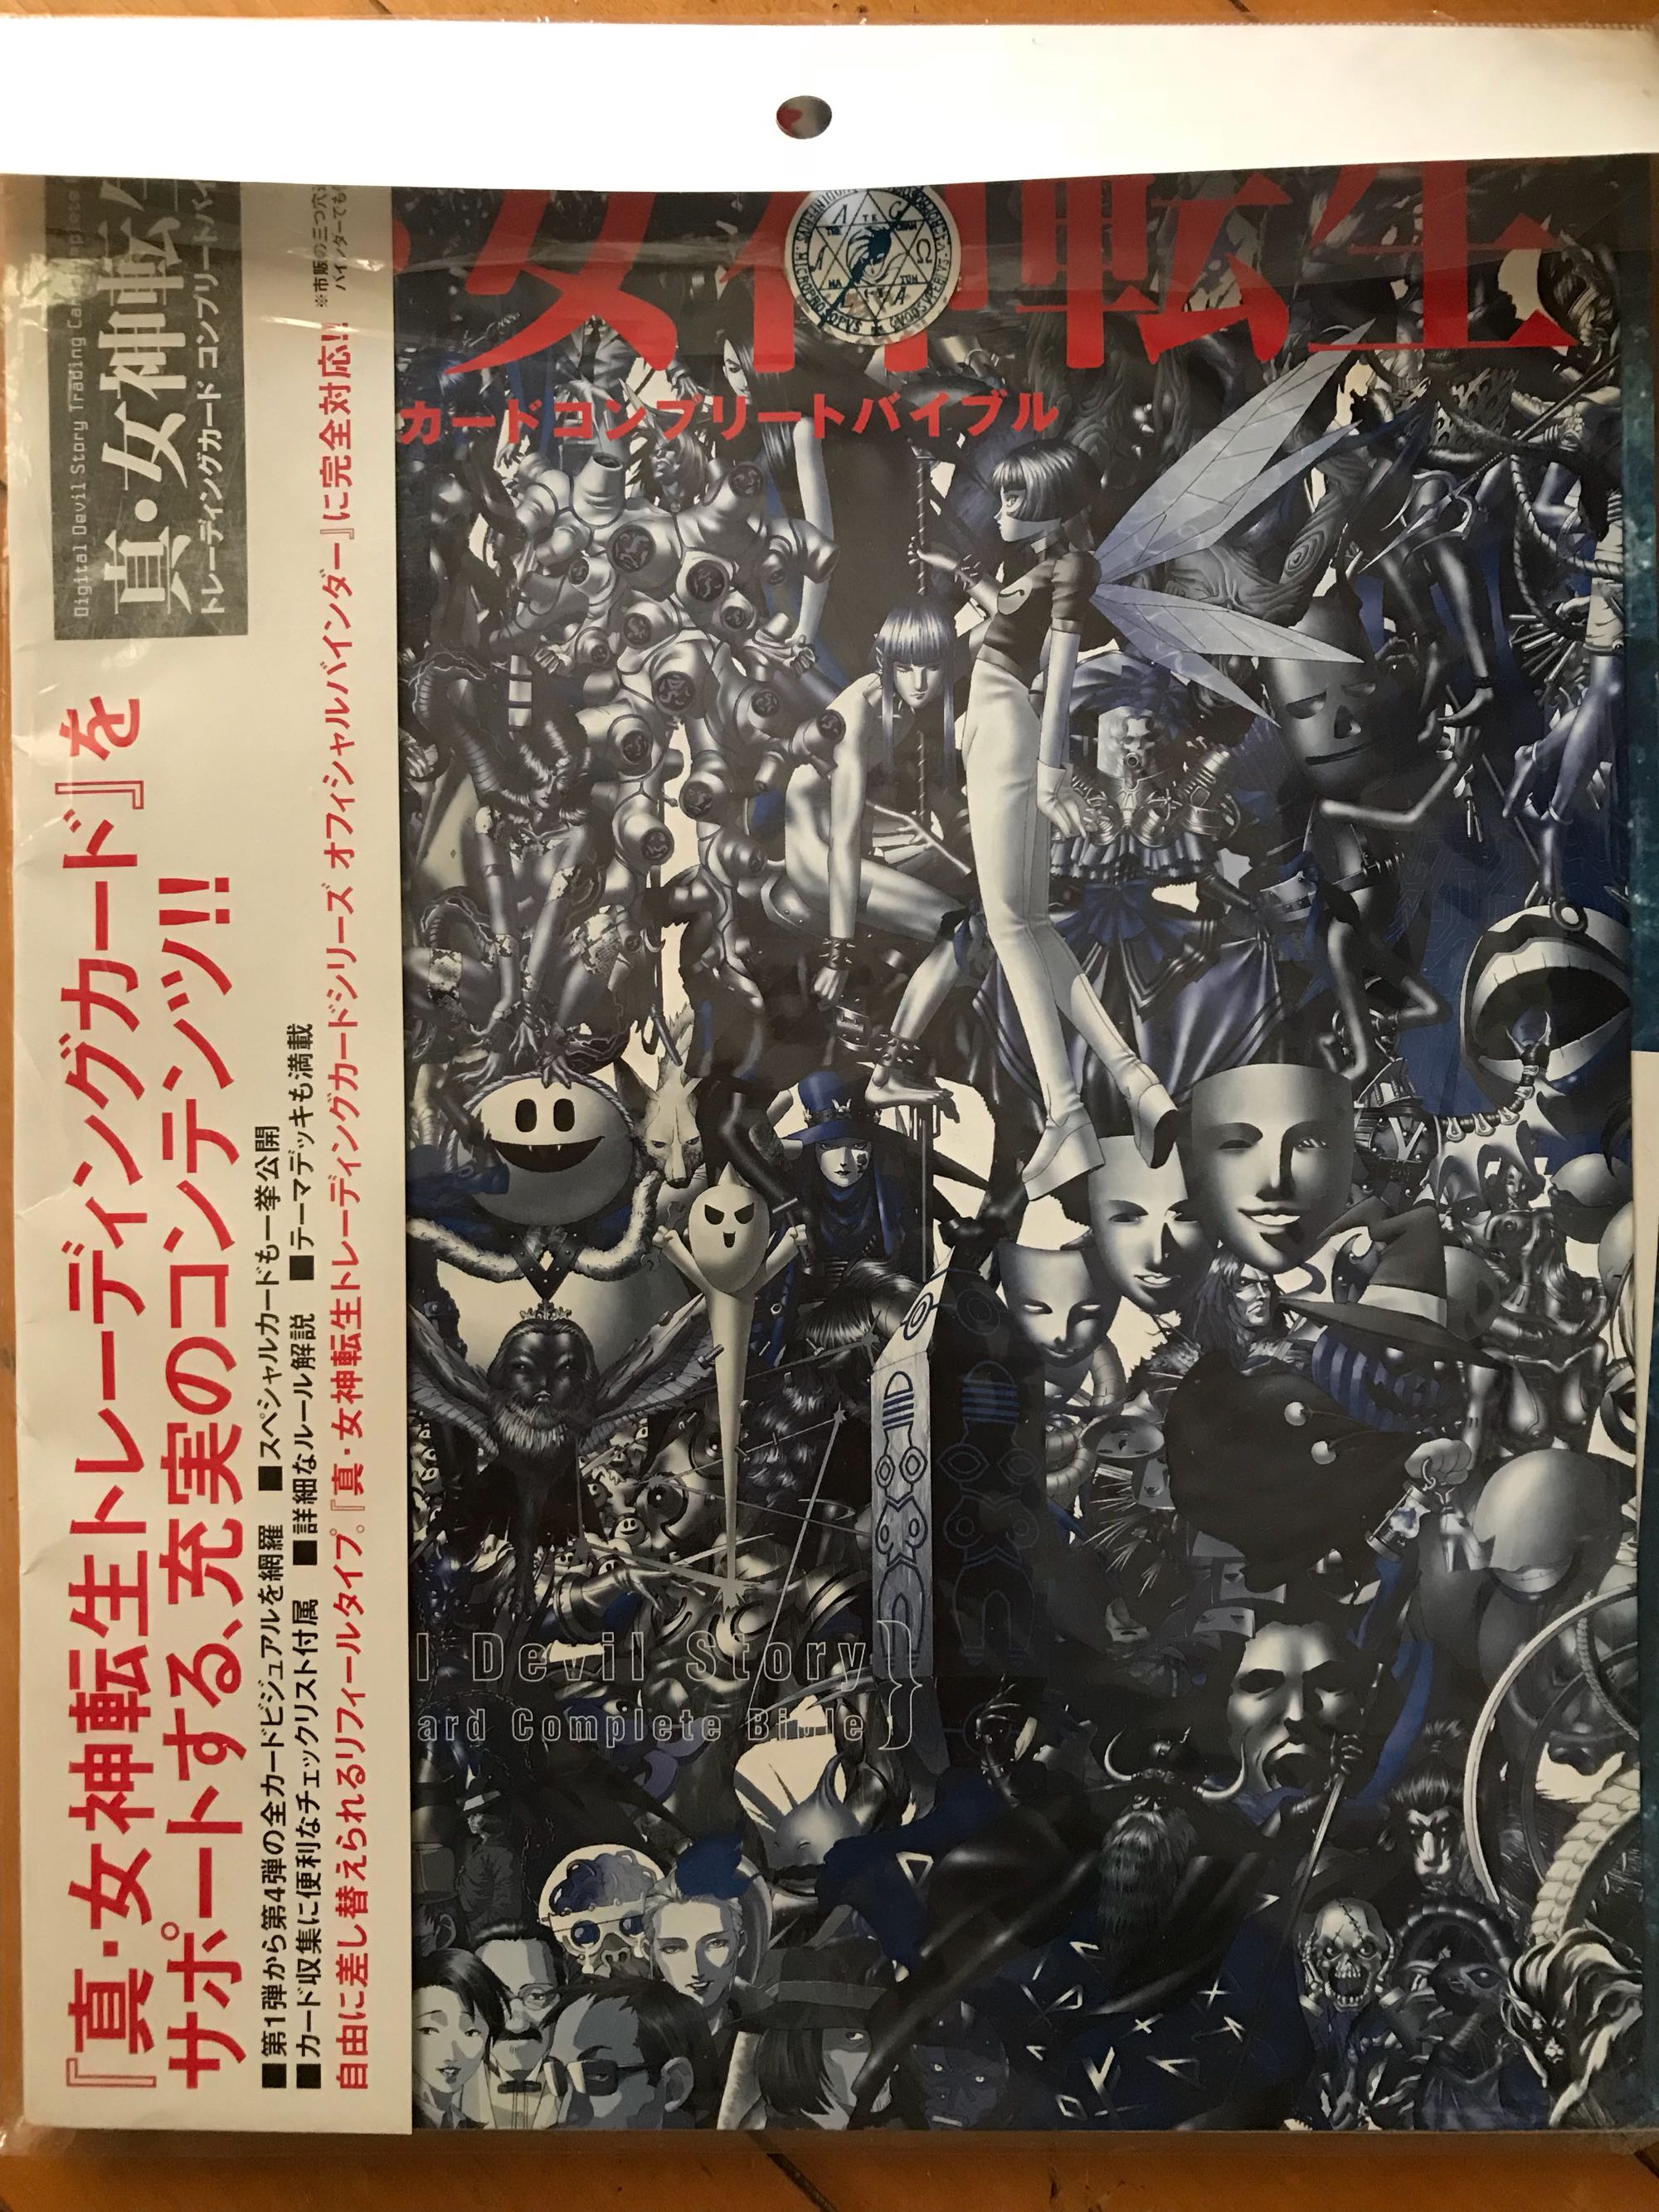 Digital Devil Story Trading Card Complete
真・女神転生
トレーディングカード コンプリートバイ
『真・女神転生トレーディングカード』を
サポートする、充実のコンテンツ!!
■第1弾から第4弾の全カードビジュアルを網羅 ■スペシャルカードも一挙公開
■カード収集に便利なチェックリスト付属 ■詳細なルール解説 ■テーマデッキも満載
自由に差し替えられるリフィールタイプ。『真・女神転生トレーディングカードシリーズ オフィシャルバインダー』に完全対応!!
※市販の三つ穴
バインダーでも
女神転生
カードコンプリートバイブル
l Devil Story
ard Complete Bible